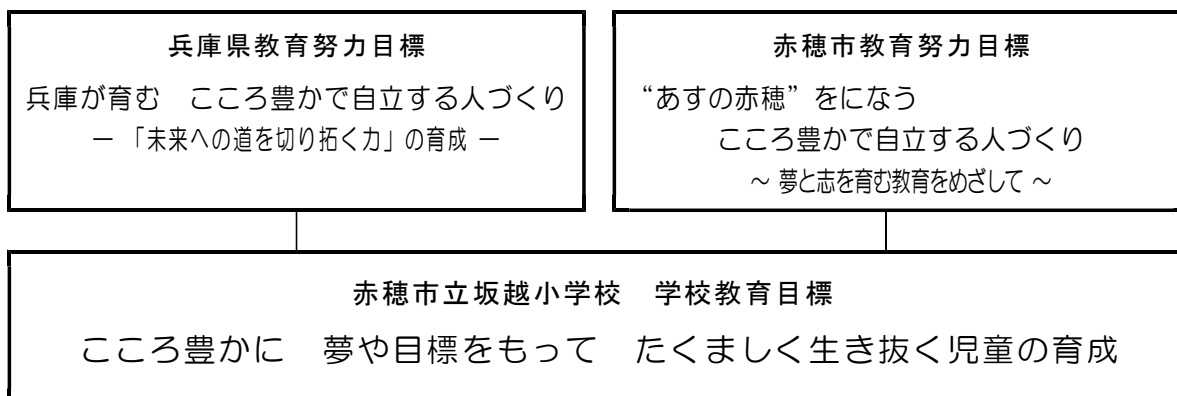 兵庫県教育努力目標
兵庫が育む　こころ豊かで自立する人づくり
－「未来への道を切り拓く力」の育成－
赤穂市教育努力目標
“あすの赤穂”をになう
こころ豊かで自立する人づくり
～夢と志を育む教育をめざして～
赤穂市立坂越小学校　学校教育目標
こころ豊かに　夢や目標をもって　たくましく生き抜く児童の育成